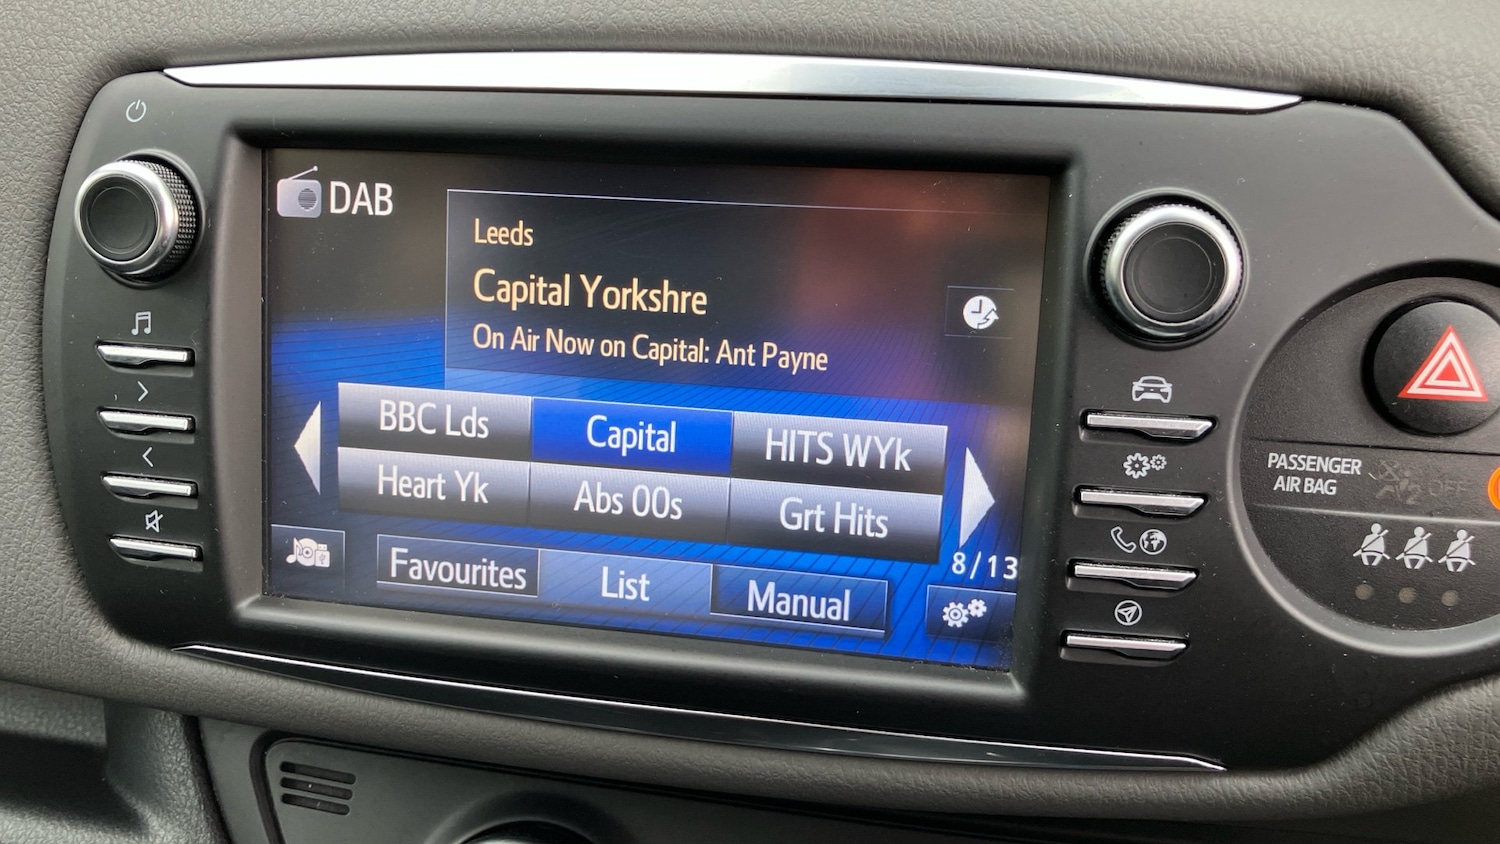 DAB
Leeds
Capital Yorkshre
On Air Now on Capital: Ant Payne
BBC Lds
Capital
HITS WYk
Heart Yk
Abs 00s
Grt Hits
8/13
Favourites
List
Manual
PASSENGER
AIR BAG
OFF